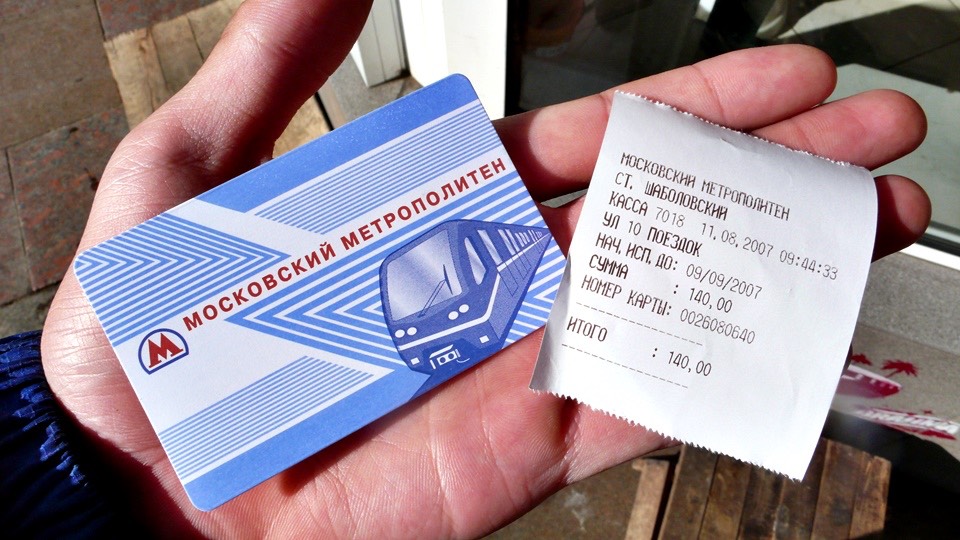 М
МОСКОВСКИЙ МЕТРОПОЛИТЕН
МОСКОВСКИЙ МЕТРОПОЛИТЕН
СТ. ШАБОЛОВСКИЙ
КАССА 7018 11.08.2007 09:44:33
УЛ 10 ПОЕЗДОК
НАЧ. ИСП. ДО: 09/09/2007
СУММА : 140,00
НОМЕР КАРТЫ: 0026080640
ИТОГО : 140,00